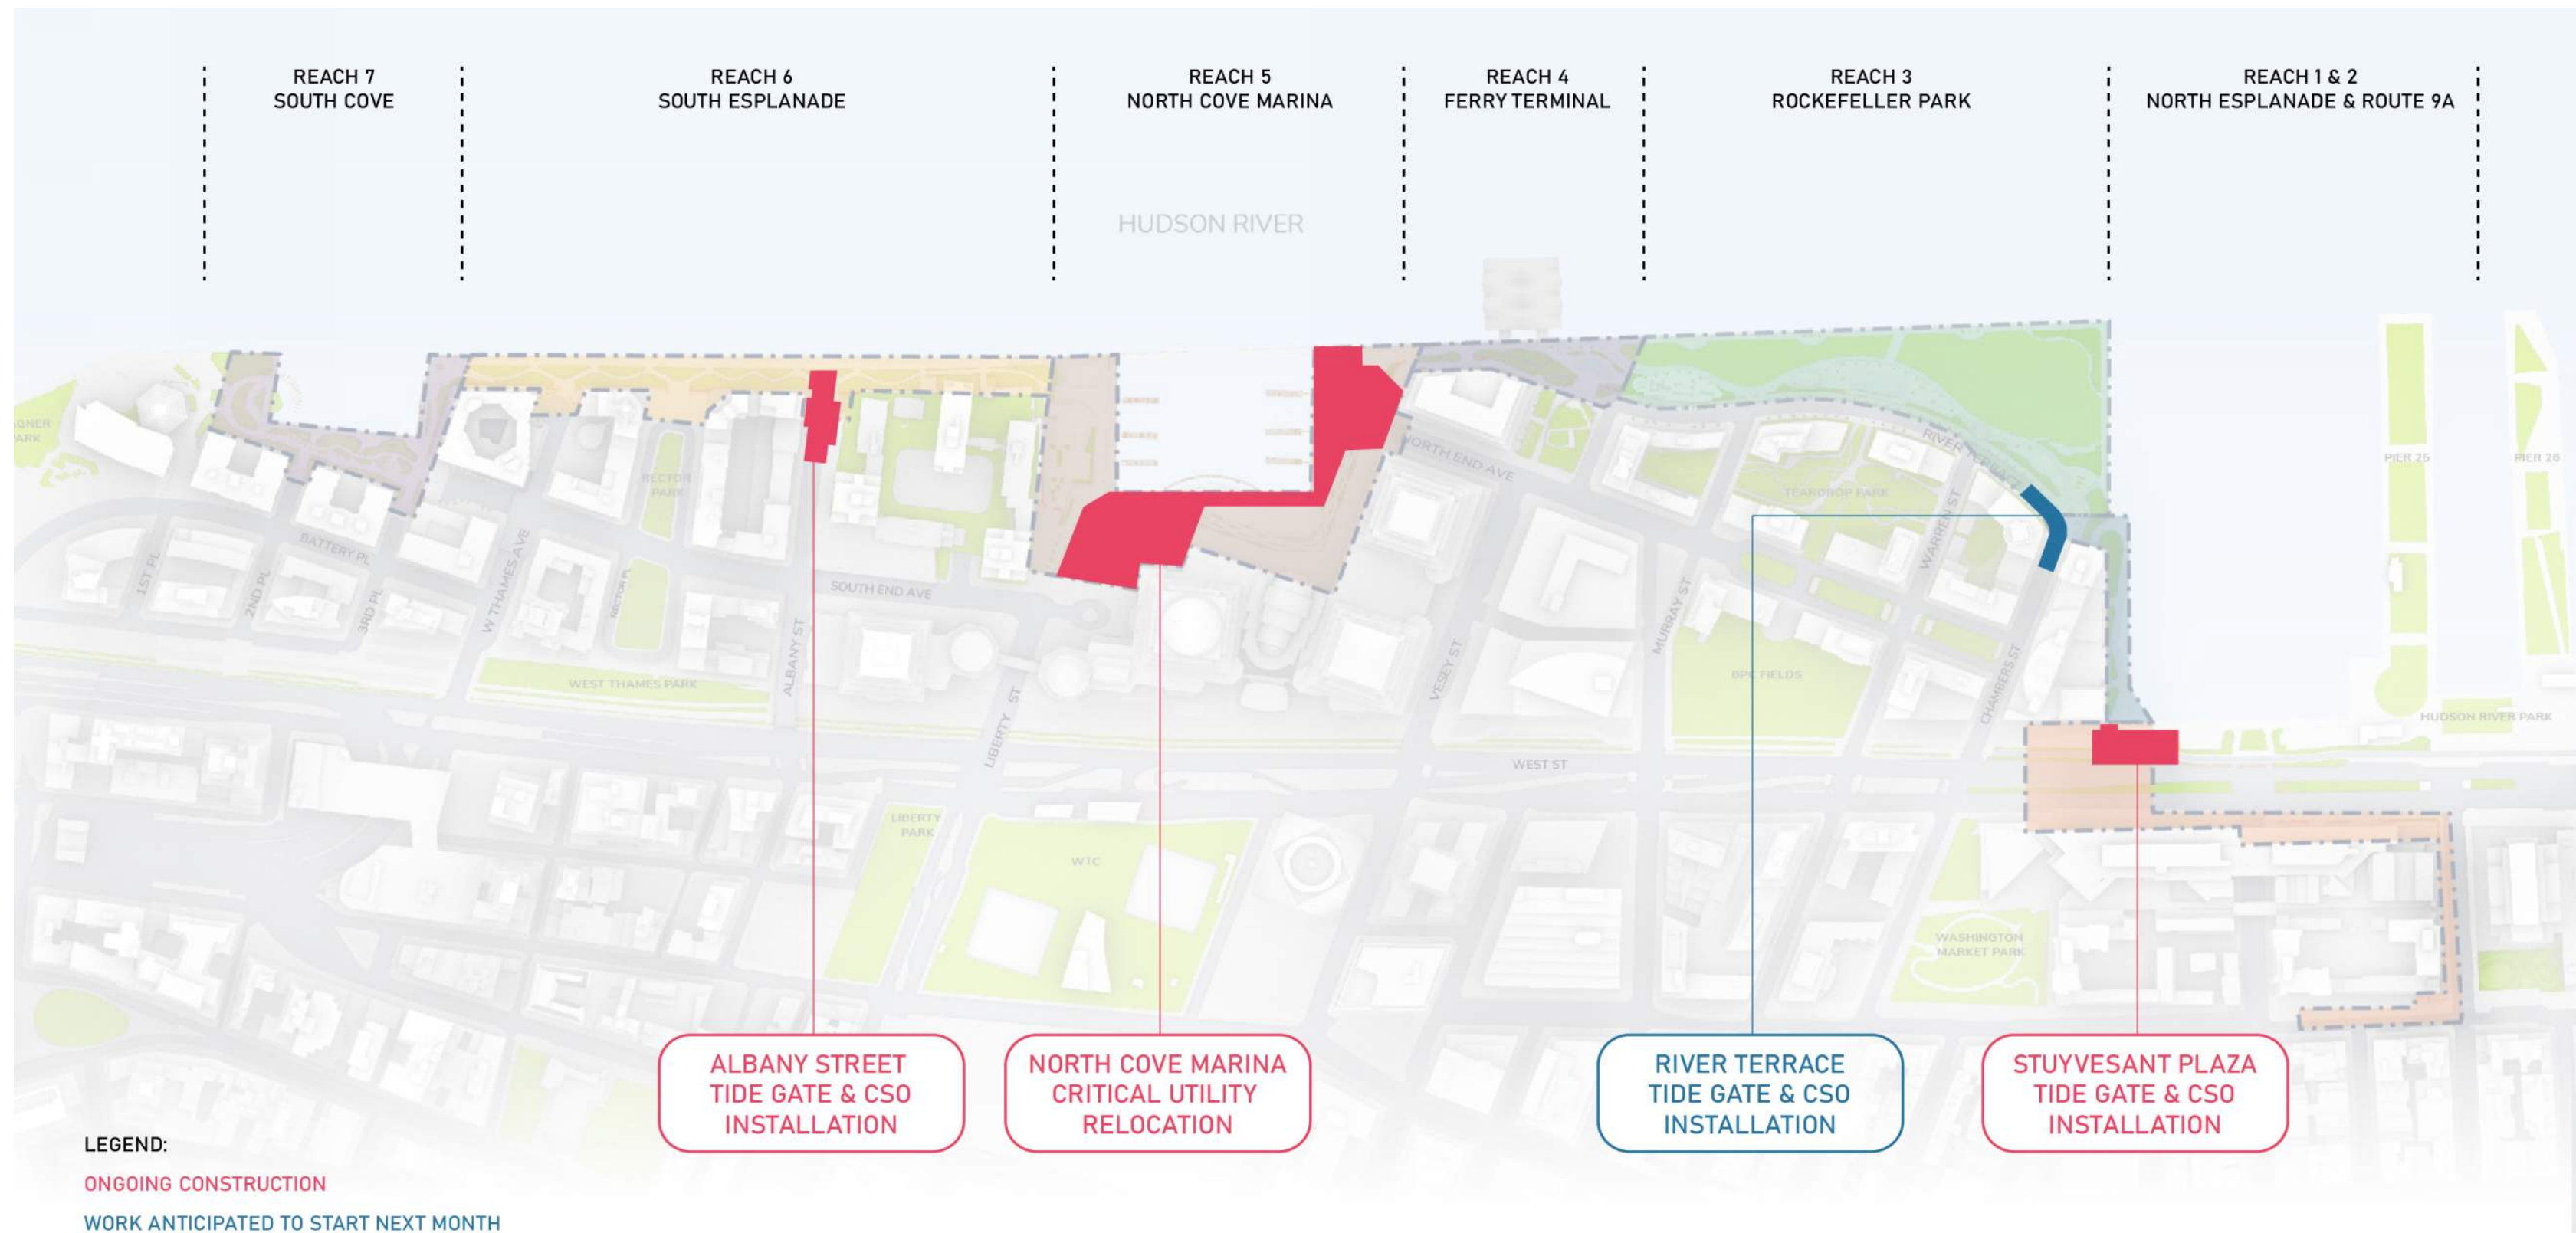 REACH 7
SOUTH COVE
REACH 6
SOUTH ESPLANADE
REACH 5
NORTH COVE MARINA
REACH 4
FERRY TERMINAL
REACH 3
ROCKEFELLER PARK
REACH 1 & 2
NORTH ESPLANADE & ROUTE 9A
HUDSON RIVER
GNER
PARK
1ST PL
2ND PL
BATTERY PL
3RD PL
W THAMES AVE
RECTOR
PARK
RECTOR PL
WEST THAMES PARK
ALBANY ST
SOUTH END AVE
LIBERTY ST
LIBERTY
PARK
WTC
NORTH END AVE
VESEY ST
WEST ST
MURRAY ST
TEARDROP PARK
RIVER TERRACE
WARREN ST
BPC FIELDS
CHAMBERS ST
WASHINGTON
MARKET PARK
PIER 25
PIER 26
HUDSON RIVER PARK
ALBANY STREET
TIDE GATE & CSO
INSTALLATION
NORTH COVE MARINA
CRITICAL UTILITY
RELOCATION
RIVER TERRACE
TIDE GATE & CSO
INSTALLATION
STUYVESANT PLAZA
TIDE GATE & CSO
INSTALLATION
LEGEND:
ONGOING CONSTRUCTION
WORK ANTICIPATED TO START NEXT MONTH